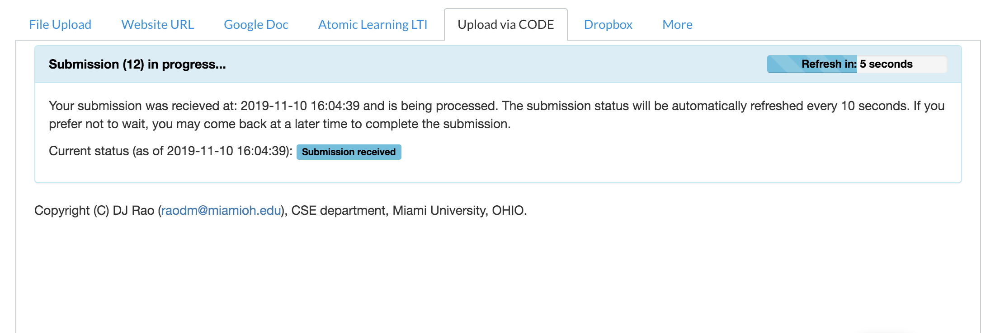 File Upload Website URL Google Doc Atomic Learning LTI Upload via CODE Dropbox More
Submission (12) in progress... Refresh in: 5 seconds
Your submission was recieved at: 2019-11-10 16:04:39 and is being processed. The submission status will be automatically refreshed every 10 seconds. If you
prefer not to wait, you may come back at a later time to complete the submission.
Current status (as of 2019-11-10 16:04:39): Submission received
Copyright (C) DJ Rao (raodm@miamioh.edu), CSE department, Miami University, OHIO.